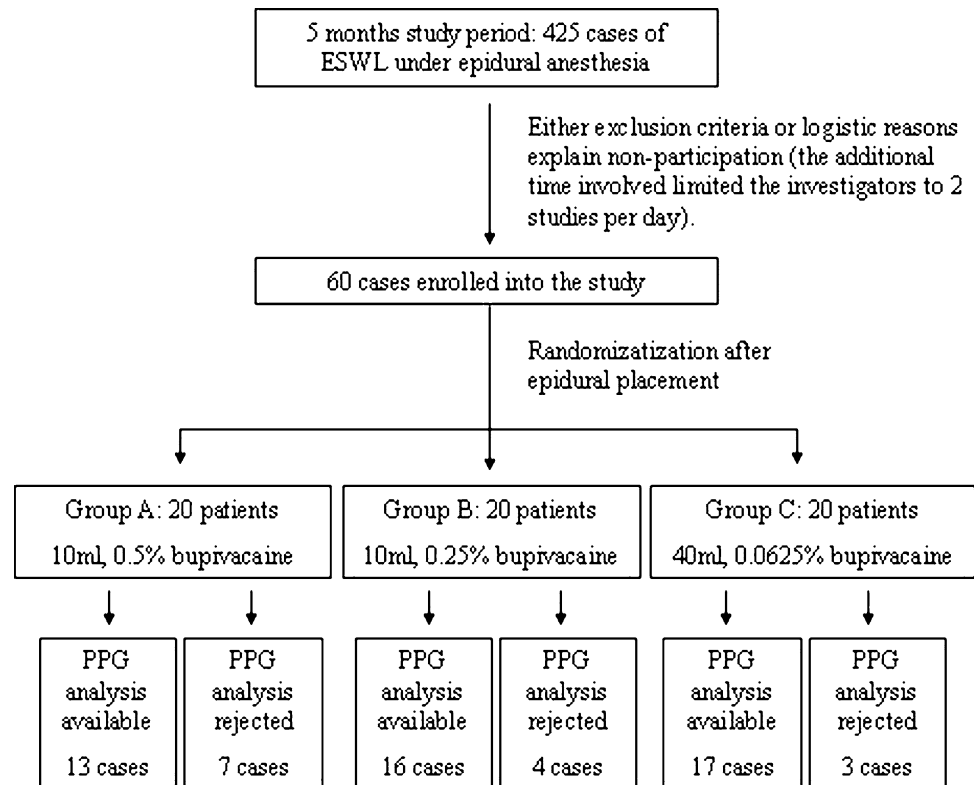 5 months study period: 425 cases of
ESWL under epidural anesthesia
Either exclusion criteria or logistic reasons
explain non-participation (the additional
time involved limited the investigators to 2
studies per day).
60 cases enrolled into the study
Randomizatization after
epidural placement
Group A: 20 patients
10ml, 0.5% bupivacaine
Group B: 20 patients
10ml, 0.25% bupivacaine
Group C: 20 patients
40ml, 0.0625% bupivacaine
PPG
analysis
available
13 cases
PPG
analysis
rejected
7 cases
PPG
analysis
available
16 cases
PPG
analysis
rejected
4 cases
PPG
analysis
available
17 cases
PPG
analysis
rejected
3 cases